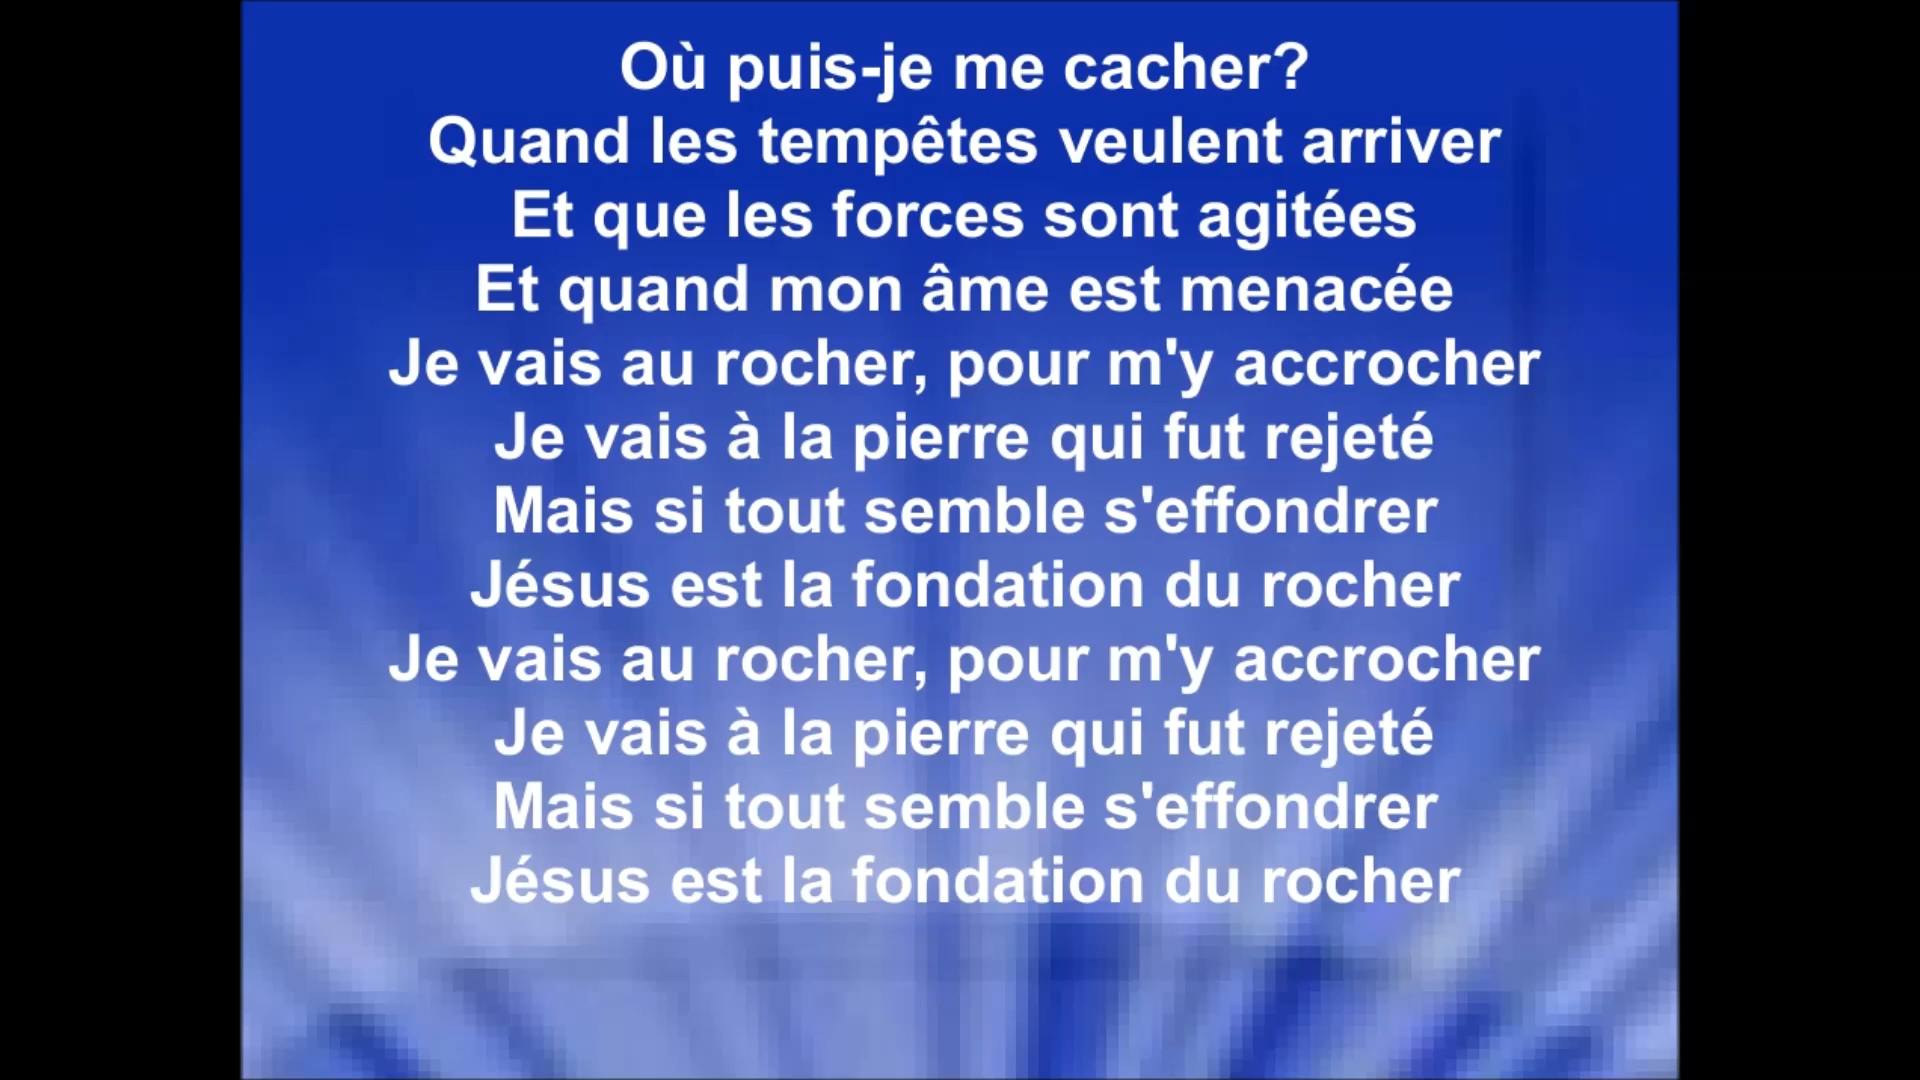 Où puis-je me cacher?
Quand les tempêtes veulent arriver
Et que les forces sont agitées
Et quand mon âme est menacée
Je vais au rocher, pour m'y accrocher
Je vais à la pierre qui fut rejeté
Mais si tout semble s'effondrer
Jésus est la fondation du rocher
Je vais au rocher, pour m'y accrocher
Je vais à la pierre qui fut rejeté
Mais si tout semble s'effondrer
Jésus est la fondation du rocher